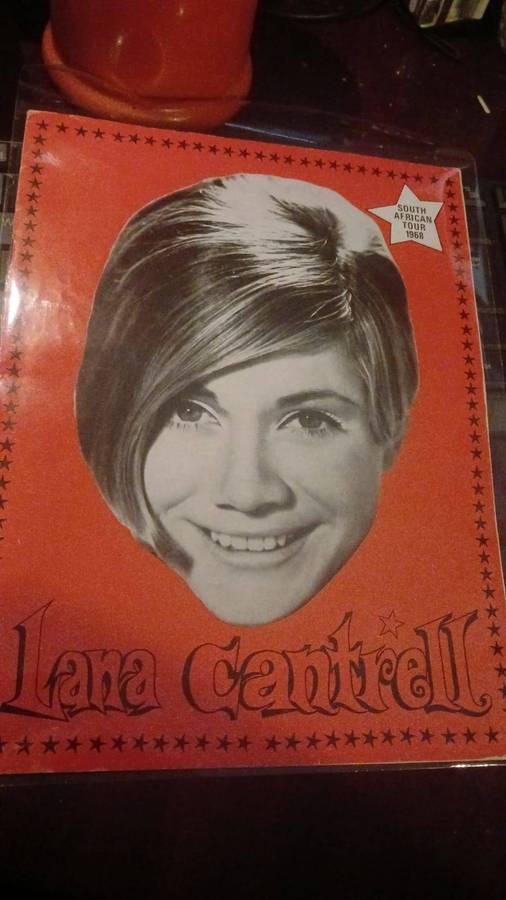 SOUTH
AFRICAN
TOUR
1968
Lana Cantrell